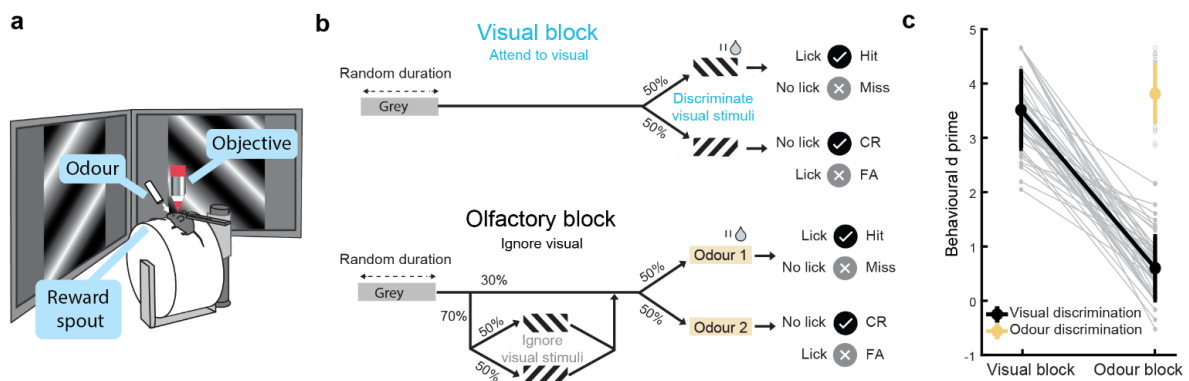 a
Odour
Objective
Reward
spout
b
Visual block
Attend to visual
Random duration
Grey
50%
50%
Discriminate
visual stimuli
Lick Hit
No lick Miss
No lick CR
Lick FA
Olfactory block
Ignore visual
Random duration
Grey
30%
70%
50%
50%
Ignore
visual stimuli
50%
50%
Odour 1
Odour 2
Lick Hit
No lick Miss
No lick CR
Lick FA
c
Behavioural d prime
5
4
3
2
1
0
-1
Visual discrimination
Odour discrimination
Visual block Odour block